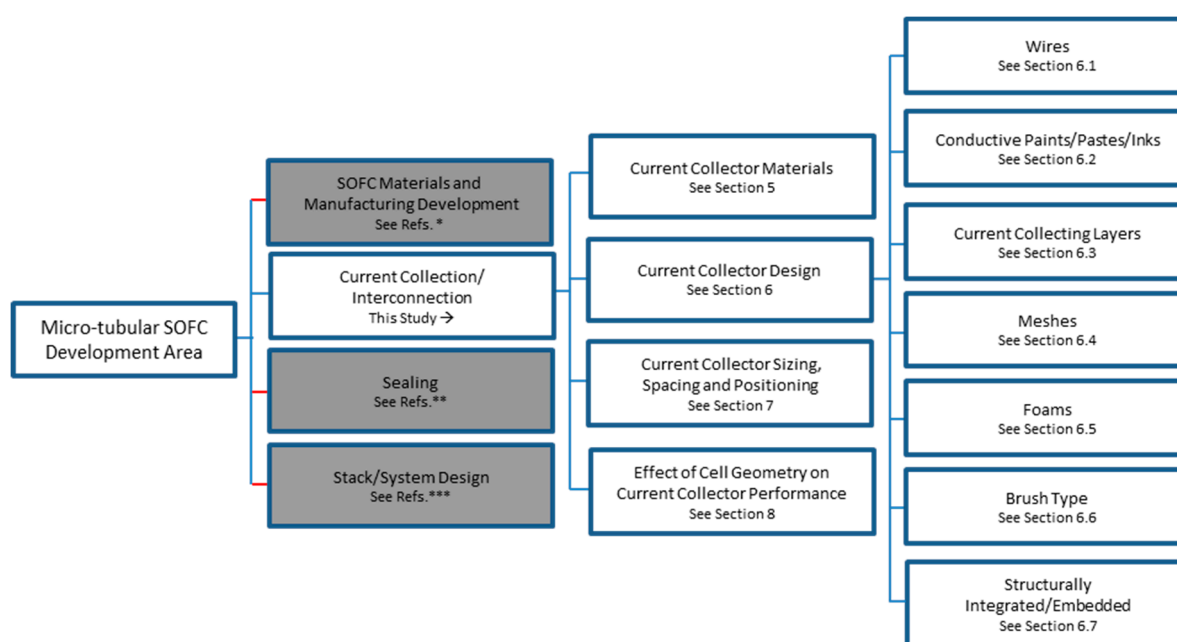 Micro-tubular SOFC
Development Area
SOFC Materials and
Manufacturing Development
See Refs. *
Current Collection/
Interconnection
This Study →
Sealing
See Refs.**
Stack/System Design
See Refs.***
Current Collector Materials
See Section 5
Current Collector Design
See Section 6
Current Collector Sizing,
Spacing and Positioning
See Section 7
Effect of Cell Geometry on
Current Collector Performance
See Section 8
Wires
See Section 6.1
Conductive Paints/Pastes/Inks
See Section 6.2
Current Collecting Layers
See Section 6.3
Meshes
See Section 6.4
Foams
See Section 6.5
Brush Type
See Section 6.6
Structurally
Integrated/Embedded
See Section 6.7